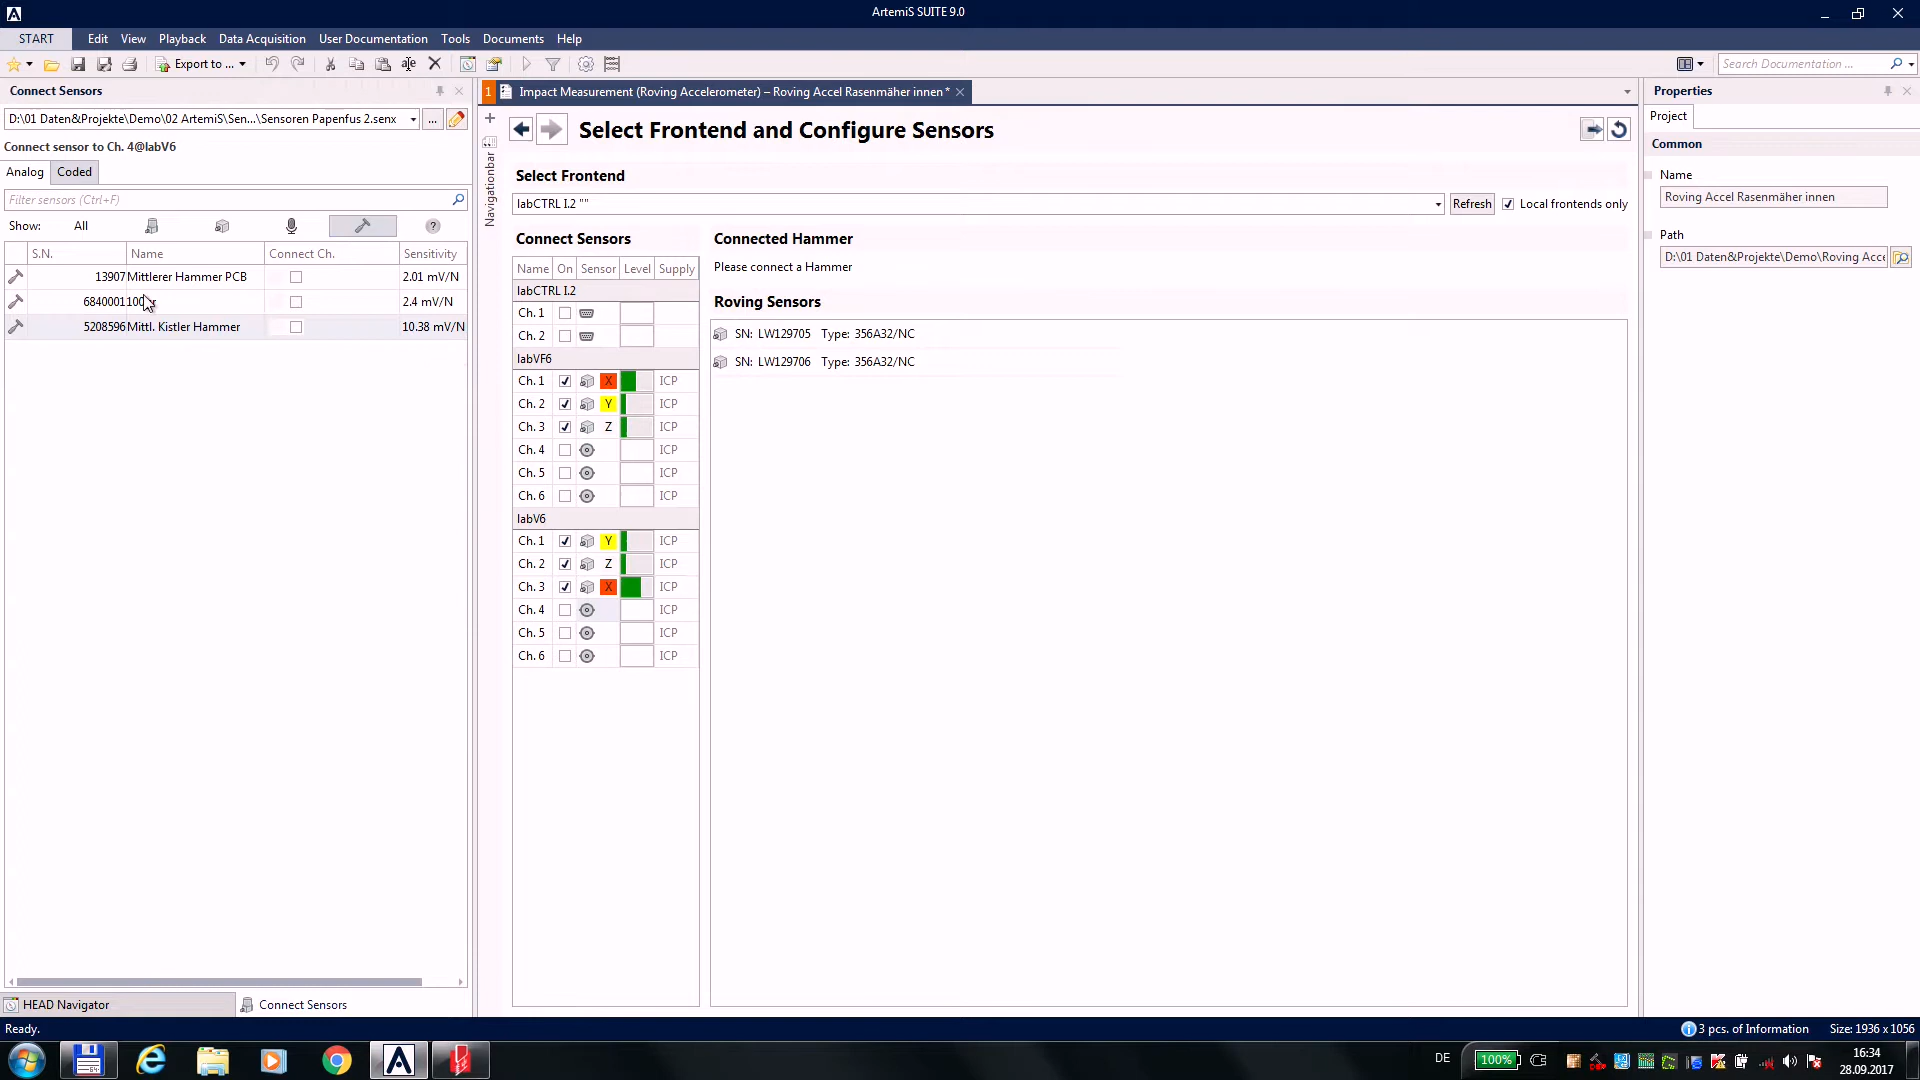 ArtemiS SUITE 9.0
START Edit View Playback Data Acquisition User Documentation Tools Documents Help
Export to ... Search Documentation ...
Connect Sensors
D:\01 Daten&Projekte\Demo\02 ArtemiS\Sen...\Sensoren Papenfus 2.senx ...
Connect sensor to Ch. 4@labV6
Analog Coded
Filter sensors (Ctrl+F)
Show: All ?
S.N. Name Connect Ch. Sensitivity
13907 Mittlerer Hammer PCB 2.01 mV/N
6840001 2.4 mV/N
5208596 Mittl. Kistler Hammer 10.38 mV/N
HEAD Navigator Connect Sensors
1 Impact Measurement (Roving Accelerometer) – Roving Accel Rasenmäher innen*
Navigationbar
Select Frontend and Configure Sensors
Select Frontend
labCTRL I.2 "" Refresh Local frontends only
Connect Sensors
Name On Sensor Level Supply
labCTRL I.2
Ch. 1
Ch. 2
labVF6
Ch. 1 X ICP
Ch. 2 Y ICP
Ch. 3 Z ICP
Ch. 4 ICP
Ch. 5 ICP
Ch. 6 ICP
labV6
Ch. 1 Y ICP
Ch. 2 Z ICP
Ch. 3 X ICP
Ch. 4 ICP
Ch. 5 ICP
Ch. 6 ICP
Connected Hammer
Please connect a Hammer
Roving Sensors
SN: LW129705 Type: 356A32/NC
SN: LW129706 Type: 356A32/NC
Properties
Project
Common
Name
Roving Accel Rasenmäher innen
Path
D:\01 Daten&Projekte\Demo\Roving Acce
Ready. 3 pcs. of Information Size: 1936 x 1056
DE 100% 16:34
28.09.2017